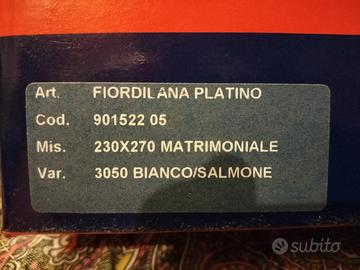 Art. FIORDILANA PLATINO
Cod. 901522 05
Mis. 230X270 MATRIMONIALE
Var. 3050 BIANCO/SALMONE
subito